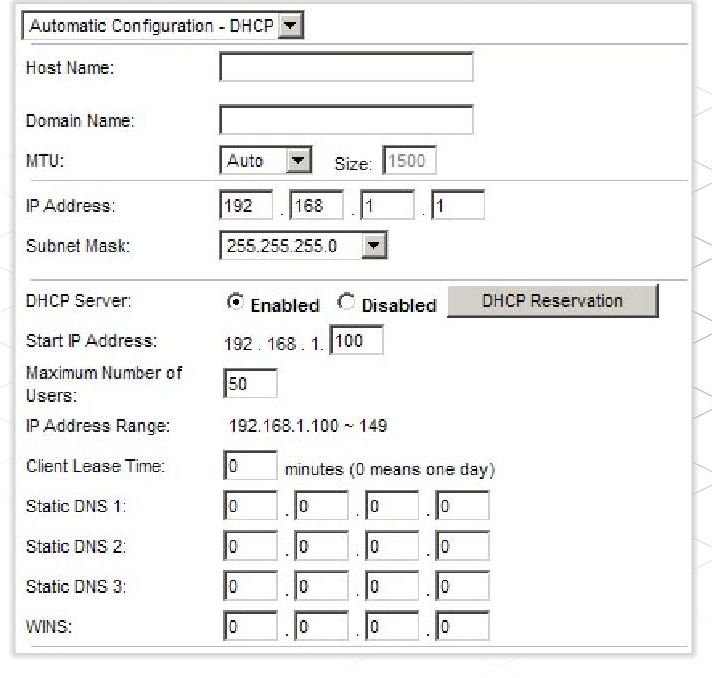 Automatic Configuration - DHCP
Host Name:
Domain Name:
MTU: Auto Size: 1500
IP Address: 192 . 168 . 1 . 1
Subnet Mask: 255.255.255.0
DHCP Server: Enabled Disabled DHCP Reservation
Start IP Address: 192 . 168 . 1. 100
Maximum Number of
Users: 50
IP Address Range: 192.168.1.100 ~ 149
Client Lease Time: 0 minutes (0 means one day)
Static DNS 1: 0 . 0 . 0 . 0
Static DNS 2: 0 . 0 . 0 . 0
Static DNS 3: 0 . 0 . 0 . 0
WINS: 0 . 0 . 0 . 0